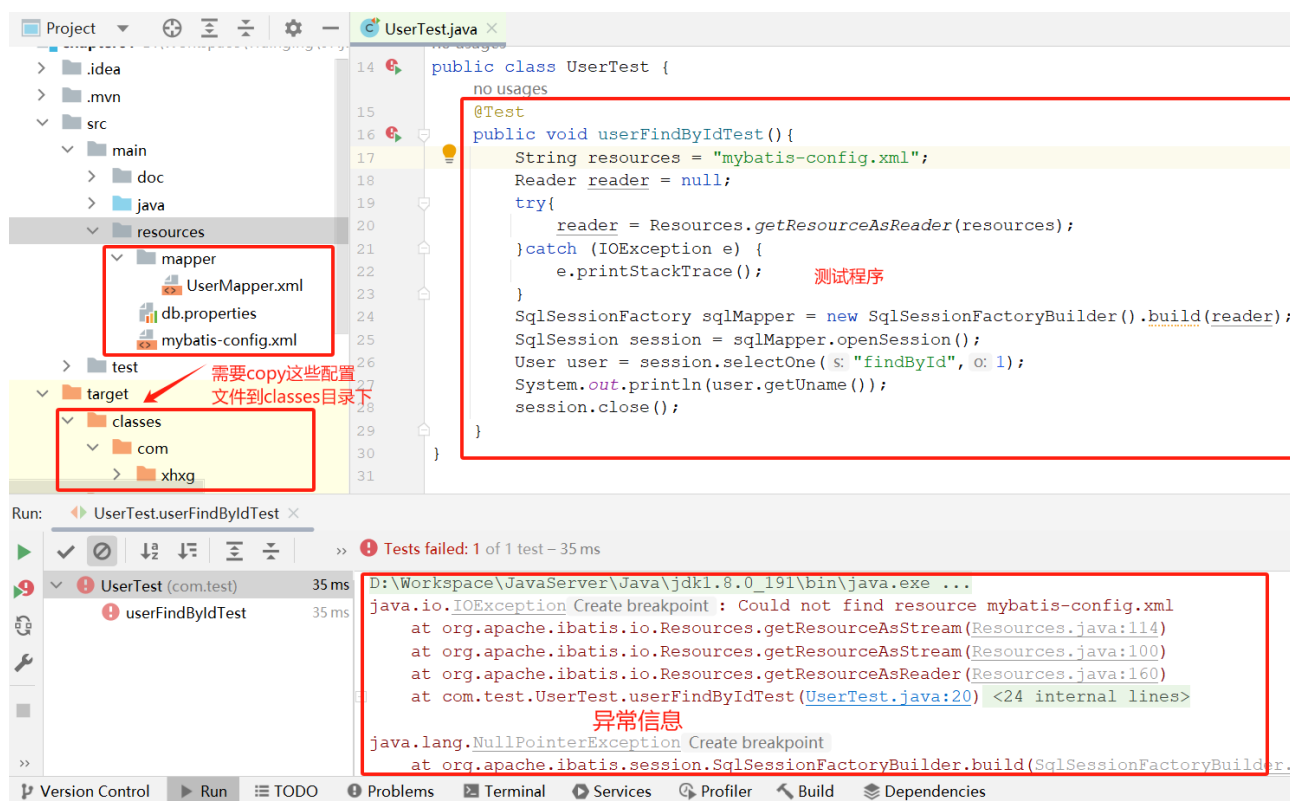 Project
UserTest.java
.idea
.mvn
src
main
doc
java
resources
mapper
UserMapper.xml
db.properties
mybatis-config.xml
test
需要copy这些配置
文件到classes目录下
target
classes
com
xhxg
no usages
14 public class UserTest {
no usages
15 @Test
16 public void userFindByIdTest(){
17 String resources = "mybatis-config.xml";
18 Reader reader = null;
19 try{
20 reader = Resources.getResourceAsReader(resources);
21 }catch (IOException e) {
22 e.printStackTrace();
测试程序
23 }
24 SqlSessionFactory sqlMapper = new SqlSessionFactoryBuilder().build(reader);
25 SqlSession session = sqlMapper.openSession();
26 User user = session.selectOne( s: "findById", o: 1);
27 System.out.println(user.getUname());
28 session.close();
29 }
30 }
31
Run: UserTest.userFindByIdTest
Tests failed: 1 of 1 test – 35 ms
UserTest (com.test) 35 ms
userFindByIdTest 35 ms
D:\Workspace\JavaServer\Java\jdk1.8.0_191\bin\java.exe ...
java.io.IOException Create breakpoint : Could not find resource mybatis-config.xml
at org.apache.ibatis.io.Resources.getResourceAsStream(Resources.java:114)
at org.apache.ibatis.io.Resources.getResourceAsStream(Resources.java:100)
at org.apache.ibatis.io.Resources.getResourceAsReader(Resources.java:160)
at com.test.UserTest.userFindByIdTest(UserTest.java:20) <24 internal lines>
异常信息
java.lang.NullPointerException Create breakpoint
at org.apache.ibatis.session.SqlSessionFactoryBuilder.build(SqlSessionFactoryBuilder.
Version Control Run TODO Problems Terminal Services Profiler Build Dependencies